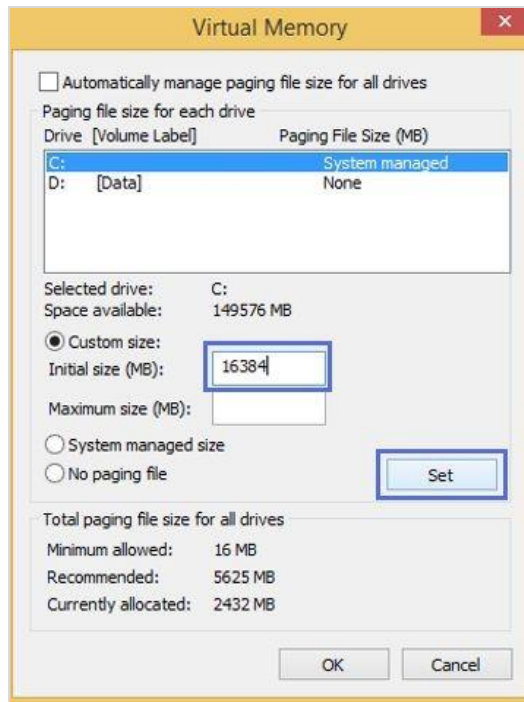 Virtual Memory
Automatically manage paging file size for all drives
Paging file size for each drive
Drive [Volume Label] Paging File Size (MB)
C: System managed
D: [Data] None
Selected drive: C:
Space available: 149576 MB
Custom size:
Initial size (MB): 16384
Maximum size (MB):
System managed size
No paging file
Set
Total paging file size for all drives
Minimum allowed: 16 MB
Recommended: 5625 MB
Currently allocated: 2432 MB
OK Cancel